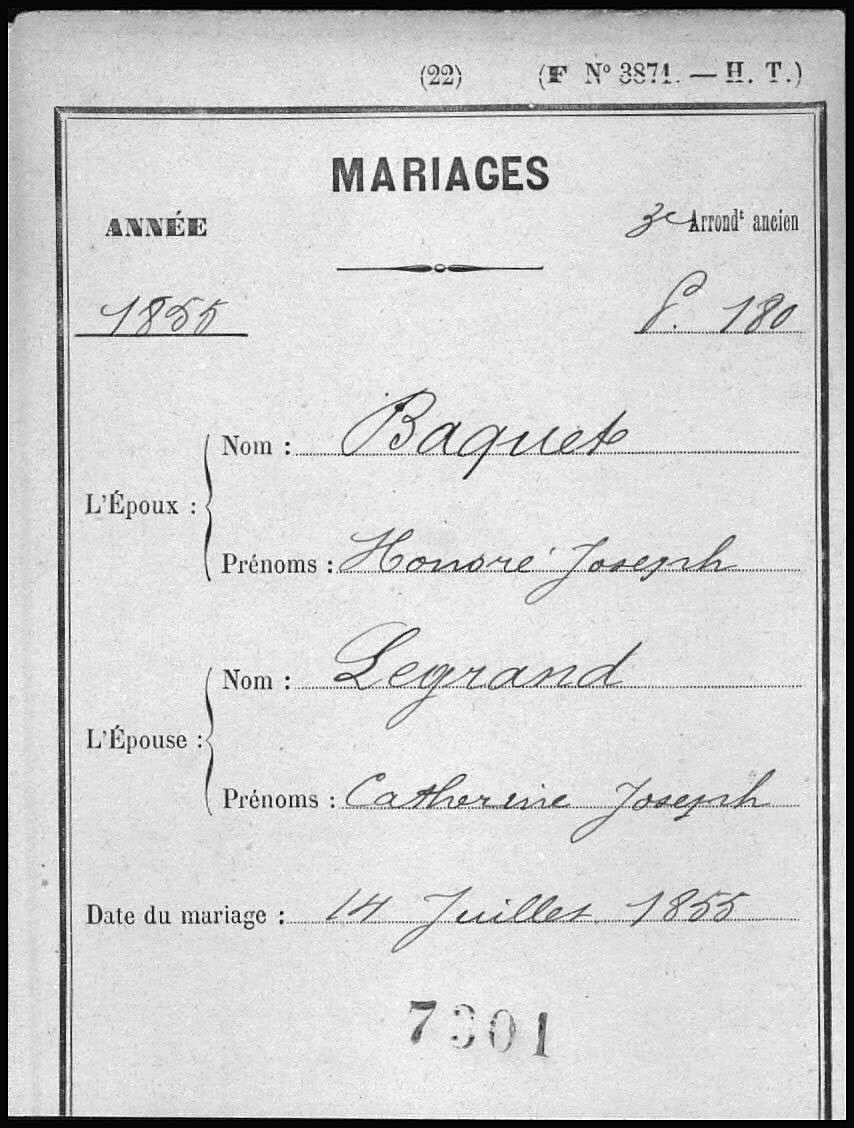 (22) (F Nº 3871. — H. T.)
MARIAGES
ANNÉE 3e Arrondt ancien
1855 P. 180
Nom : Baquet
L'Époux :
Prénoms : Honoré Joseph
Nom : Legrand
L'Épouse :
Prénoms : Catherine Joseph
Date du mariage : 14 Juillet 1855
7301